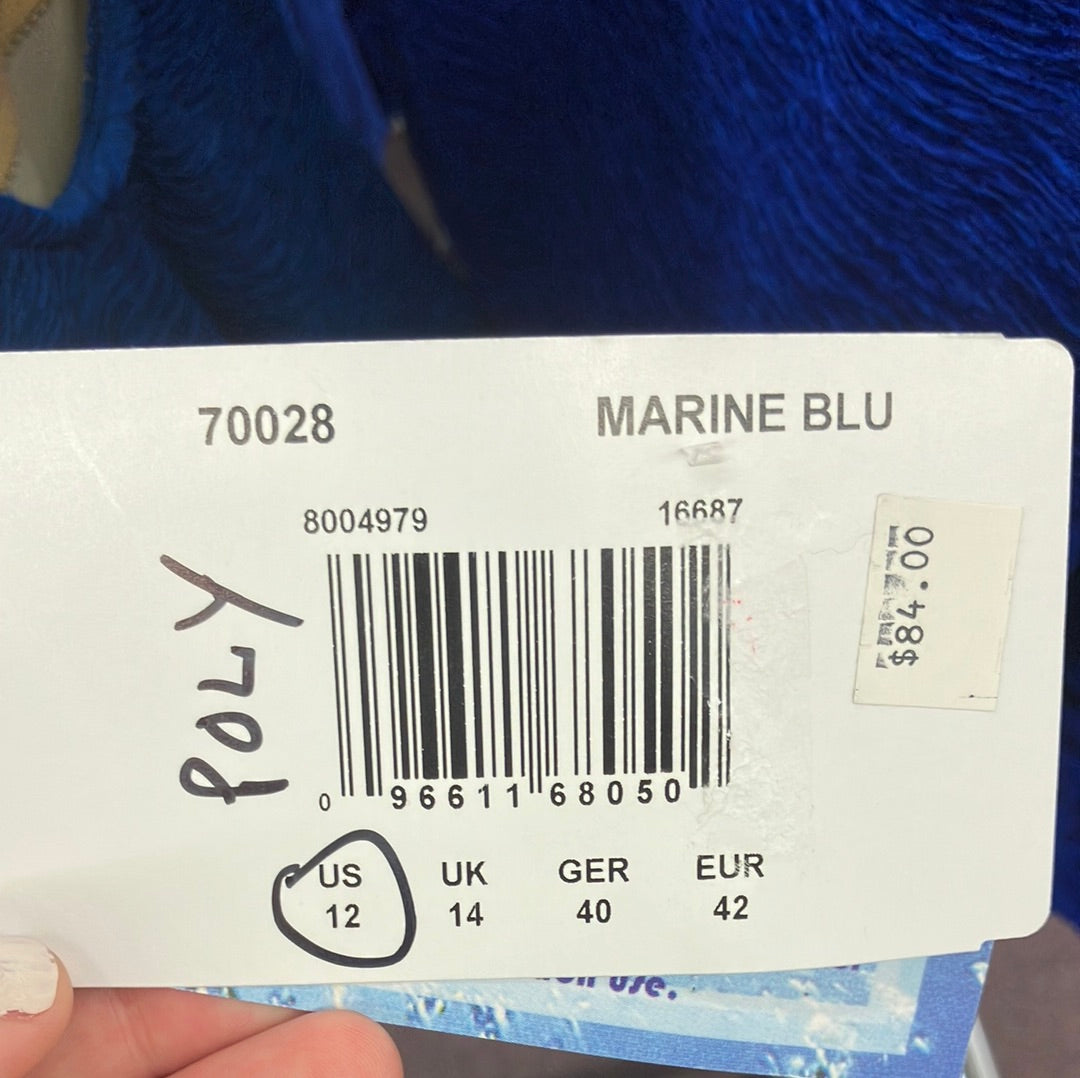 70028 MARINE BLU
8004979 16687
POLY
$84.00
0 96611 68050
US UK GER EUR
12 14 40 42
use.